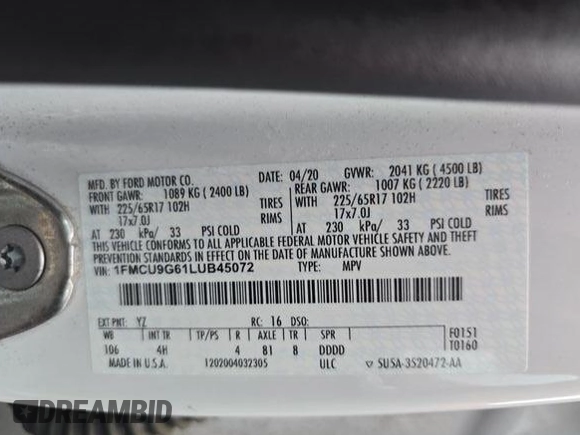 MFD. BY FORD MOTOR CO. 04/20 GVWR: 2041 KG ( 4500 LB)
FRONT GAWR: 1089 KG ( 2400 LB) REAR GAWR: 1007 KG ( 2220 LB)
WITH 225/65R17 102H TIRES WITH 225/65R17 102H TIRES
17x7.0J RIMS 17x7.0J RIMS
AT 230 kPa/ 33 PSI COLD AT 230 kPa/ 33 PSI COLD
THIS VEHICLE CONFORMS TO ALL APPLICABLE FEDERAL MOTOR VEHICLE SAFETY AND THEFT
PREVENTION STANDARDS IN EFFECT ON THE DATE OF MANUFACTURE SHOWN ABOVE.
VIN: 1FMCU9G61LUB45072 TYPE: MPV
EXT PNT: YZ RC: 16 DSO: F0151
WB INT TR TP/PS R AXLE TR SPR T0160
106 4H 4 81 8 DDDD
MADE IN U.S.A. 1202004032305 ULC ▽ SU5A-3520472-AA
DREAMBID